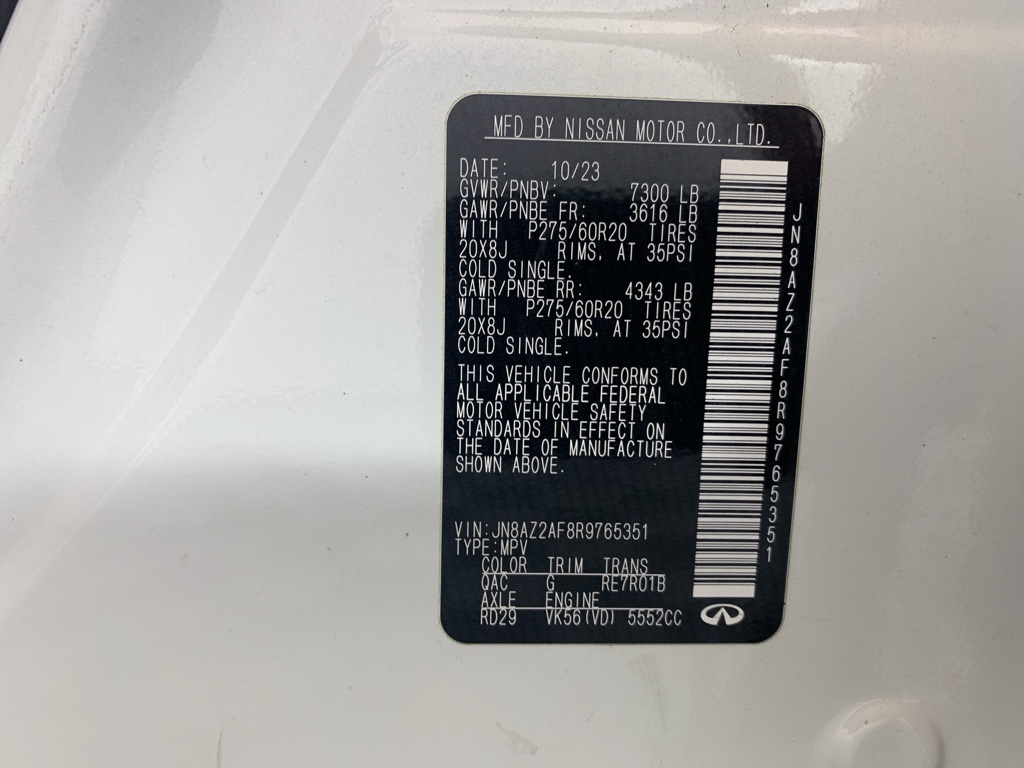 MFD BY NISSAN MOTOR CO.,LTD.
DATE: 10/23
GVWR/PNBV: 7300 LB
GAWR/PNBE FR: 3616 LB
WITH P275/60R20 TIRES
20X8J RIMS, AT 35PSI
COLD SINGLE.
GAWR/PNBE RR: 4343 LB
WITH P275/60R20 TIRES
20X8J RIMS, AT 35PSI
COLD SINGLE.
THIS VEHICLE CONFORMS TO
ALL APPLICABLE FEDERAL
MOTOR VEHICLE SAFETY
STANDARDS IN EFFECT ON
THE DATE OF MANUFACTURE
SHOWN ABOVE.
VIN:JN8AZ2AF8R9765351
TYPE:MPV
COLOR TRIM TRANS
QAC G RE7R01B
AXLE ENGINE
RD29 VK56(VD) 5552CC
JN8AZ2AF8R9765351